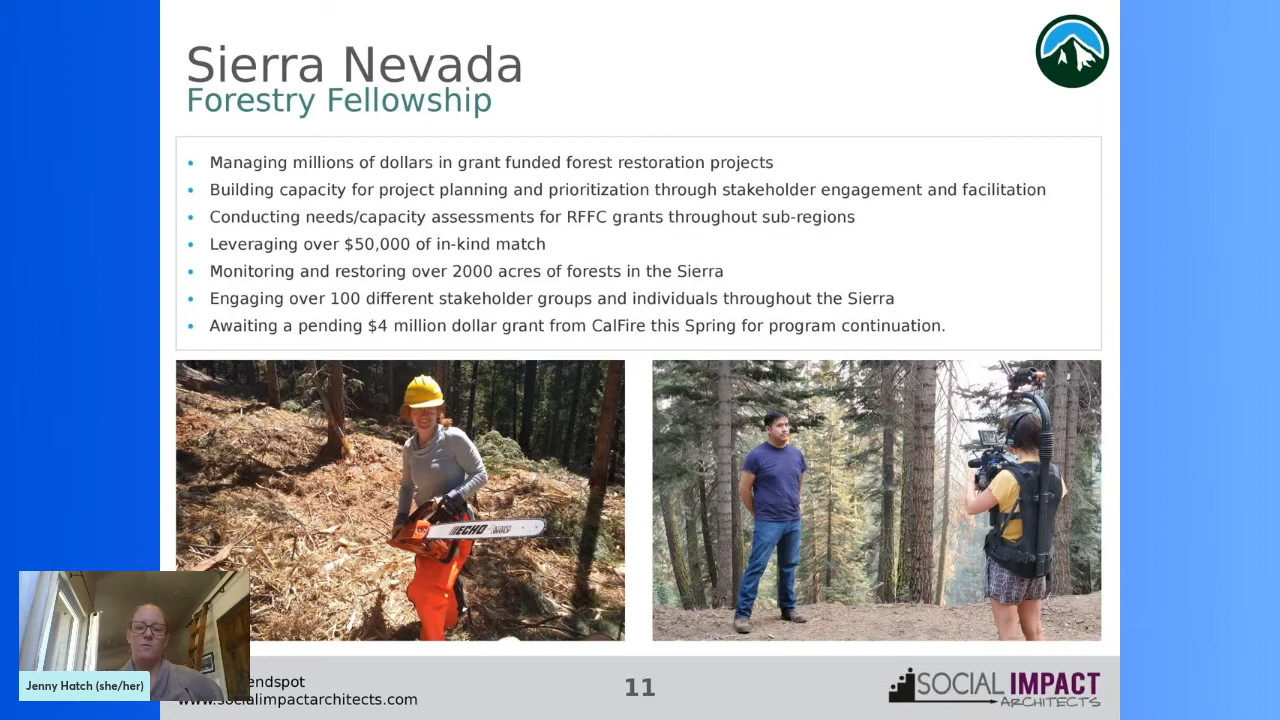 Sierra Nevada
Forestry Fellowship
• Managing millions of dollars in grant funded forest restoration projects
• Building capacity for project planning and prioritization through stakeholder engagement and facilitation
• Conducting needs/capacity assessments for RFFC grants throughout sub-regions
• Leveraging over $50,000 of in-kind match
• Monitoring and restoring over 2000 acres of forests in the Sierra
• Engaging over 100 different stakeholder groups and individuals throughout the Sierra
• Awaiting a pending $4 million dollar grant from CalFire this Spring for program continuation.
ECHO
Jenny Hatch (she/her)
endspot
www.socialimpactarchitects.com
11
SOCIAL IMPACT
ARCHITECTS